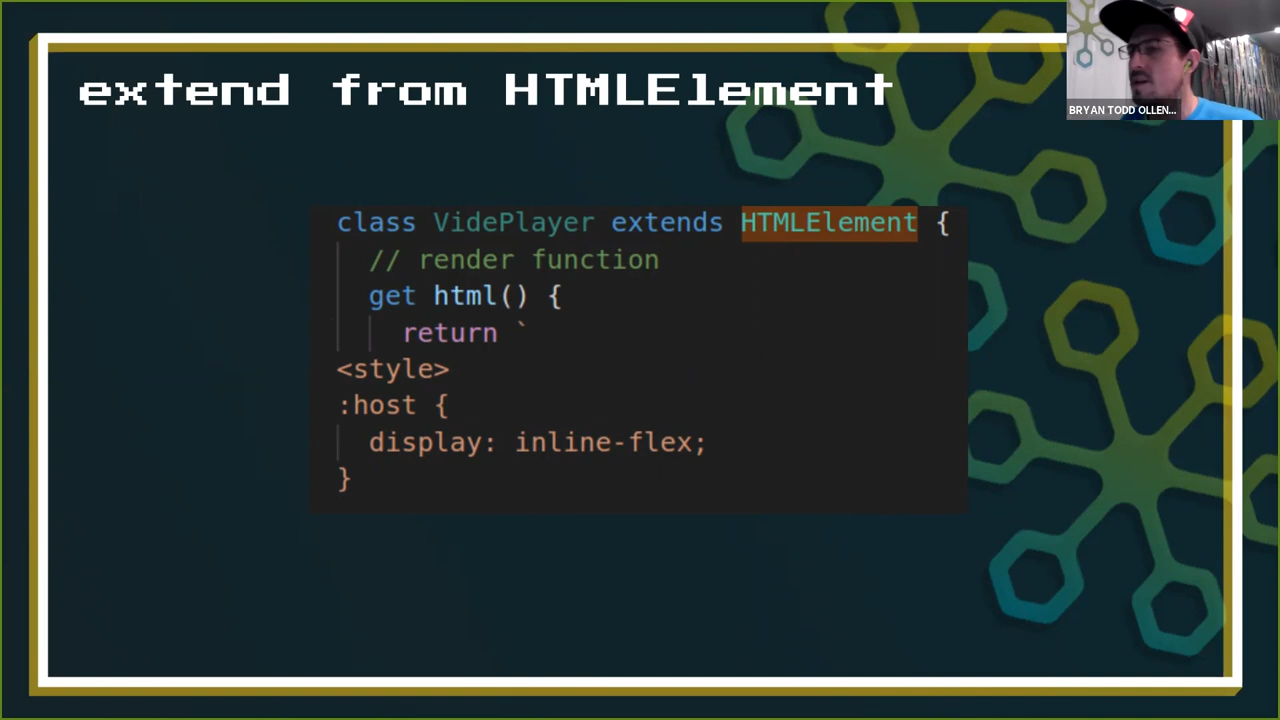 extend from HTMLElement
BRYAN TODD OLLEN...
class VidePlayer extends HTMLElement {
// render function
get html() {
return `
<style>
:host {
display: inline-flex;
}